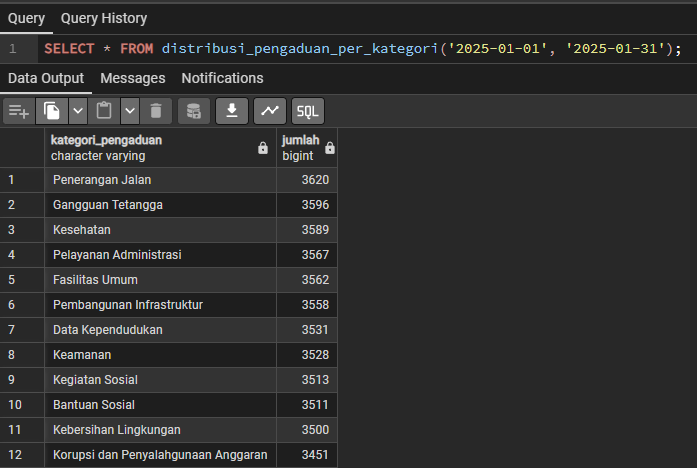 Query Query History
1 SELECT * FROM distribusi_pengaduan_per_kategori('2025-01-01', '2025-01-31');
Data Output Messages Notifications
SQL
kategori_pengaduan jumlah
character varying bigint
1 Penerangan Jalan 3620
2 Gangguan Tetangga 3596
3 Kesehatan 3589
4 Pelayanan Administrasi 3567
5 Fasilitas Umum 3562
6 Pembangunan Infrastruktur 3558
7 Data Kependudukan 3531
8 Keamanan 3528
9 Kegiatan Sosial 3513
10 Bantuan Sosial 3511
11 Kebersihan Lingkungan 3500
12 Korupsi dan Penyalahgunaan Anggaran 3451